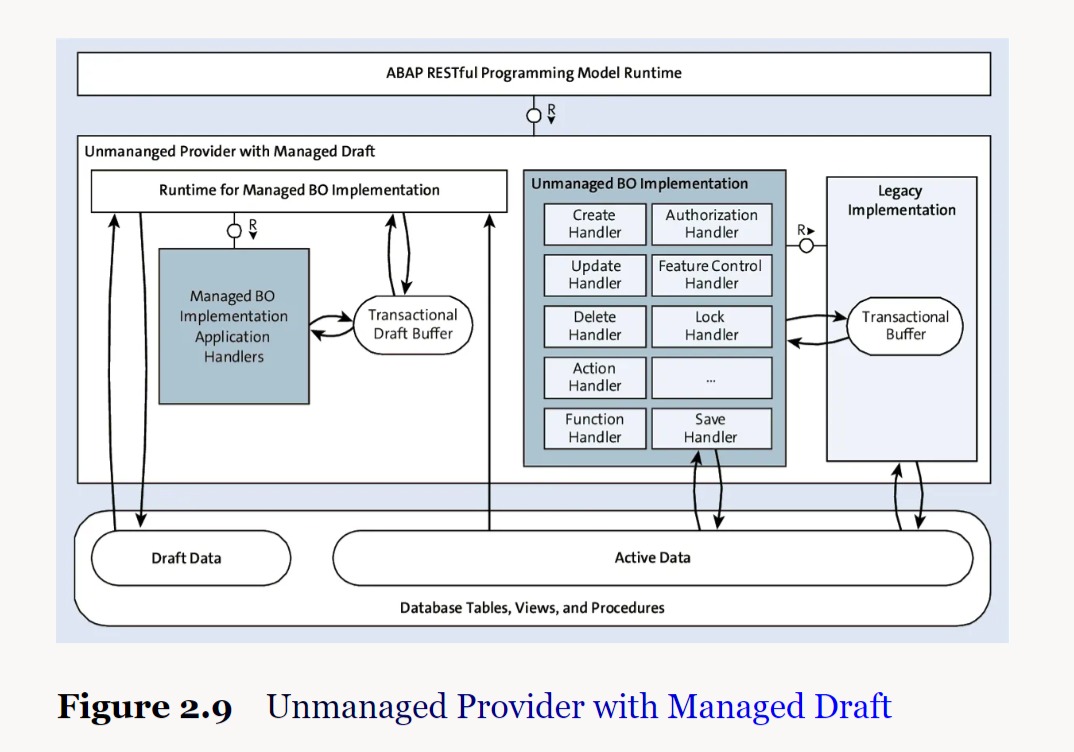 ABAP RESTful Programming Model Runtime
R
Unmananged Provider with Managed Draft
Runtime for Managed BO Implementation
R
Managed BO
Implementation
Application
Handlers
Transactional
Draft Buffer
Unmanaged BO Implementation
Create
Handler
Authorization
Handler
Update
Handler
Feature Control
Handler
Delete
Handler
Lock
Handler
Action
Handler
...
Function
Handler
Save
Handler
R
Legacy
Implementation
Transactional
Buffer
Draft Data
Active Data
Database Tables, Views, and Procedures
Figure 2.9 Unmanaged Provider with Managed Draft